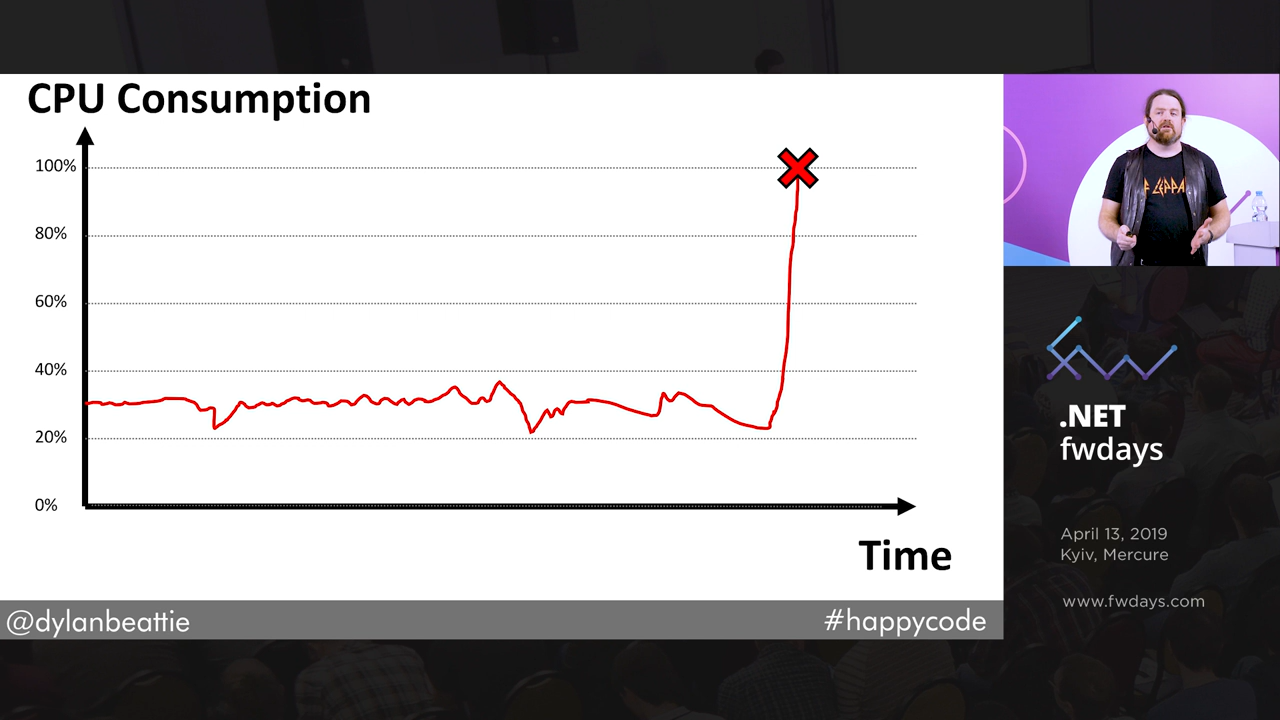 CPU Consumption
100%
80%
60%
40%
20%
0%
Time
@dylanbeattie
#happycode
.NET
fwdays
April 13, 2019
Kyiv, Mercure
www.fwdays.com